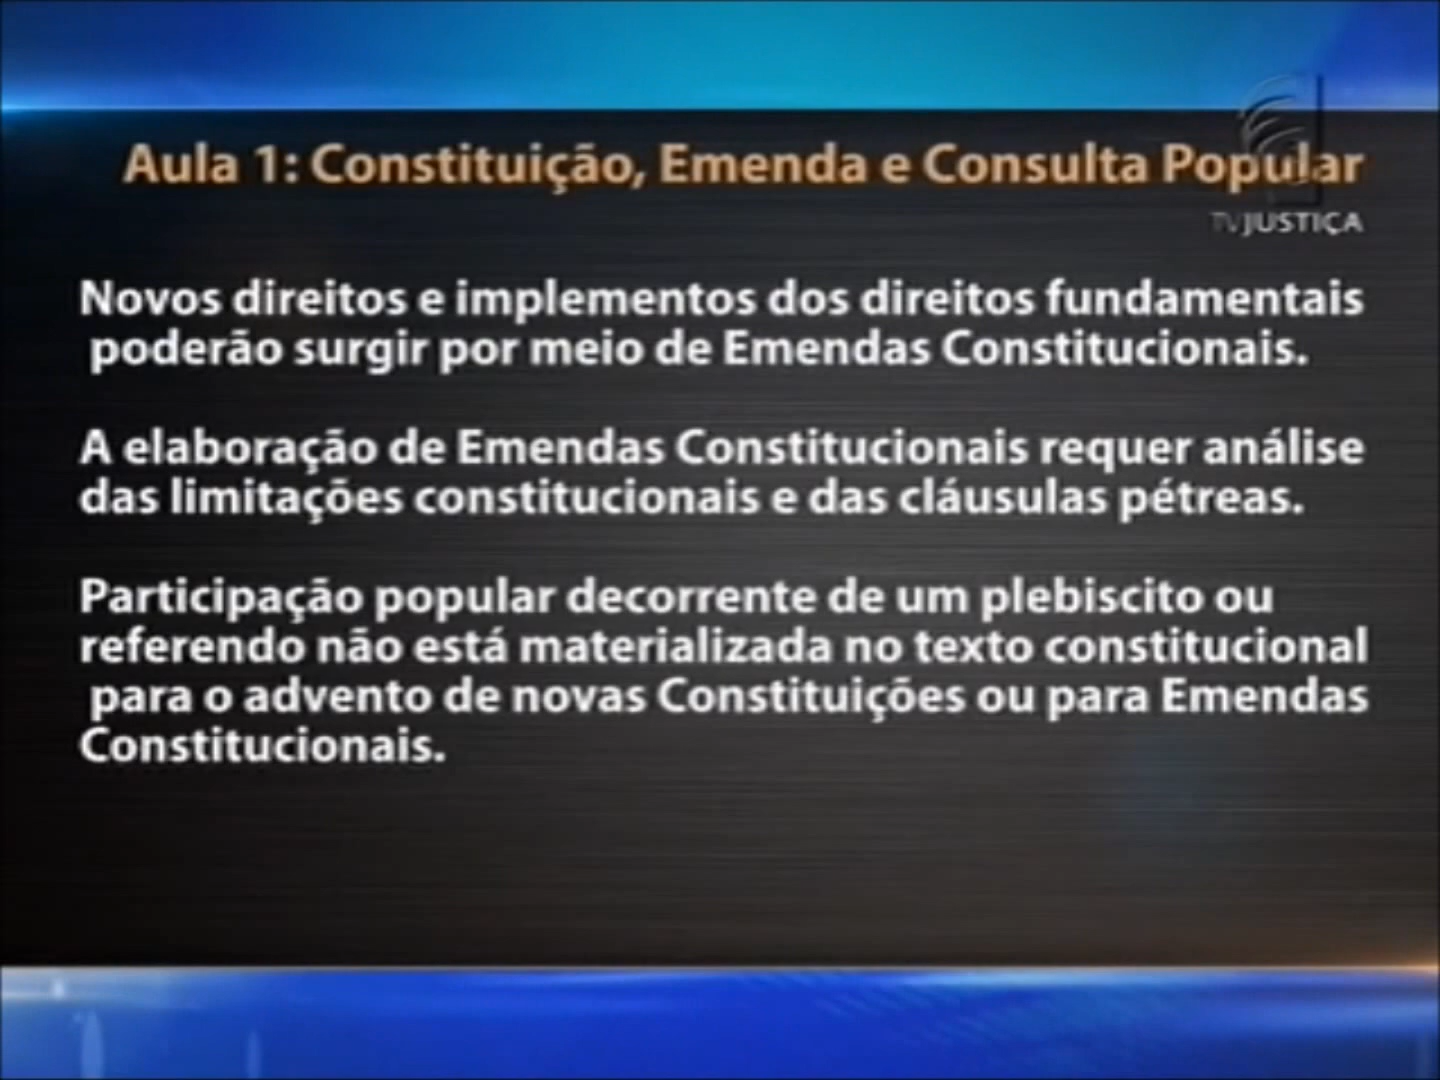 Aula 1: Constituição, Emenda e Consulta Popular
TVJUSTIÇA
Novos direitos e implementos dos direitos fundamentais
poderão surgir por meio de Emendas Constitucionais.
A elaboração de Emendas Constitucionais requer análise
das limitações constitucionais e das cláusulas pétreas.
Participação popular decorrente de um plebiscito ou
referendo não está materializada no texto constitucional
para o advento de novas Constituições ou para Emendas
Constitucionais.